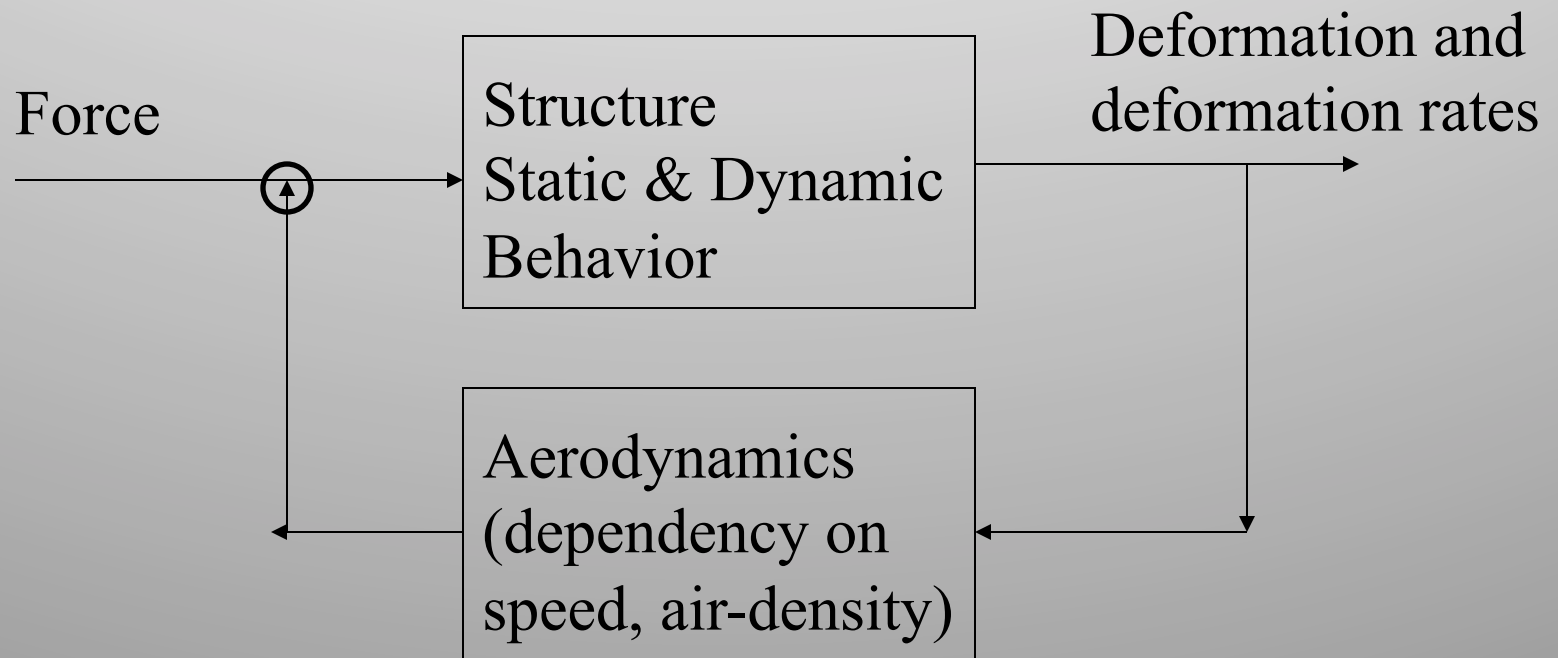 Force
Structure
Static & Dynamic
Behavior
Deformation and
deformation rates
Aerodynamics
(dependency on
speed, air-density)